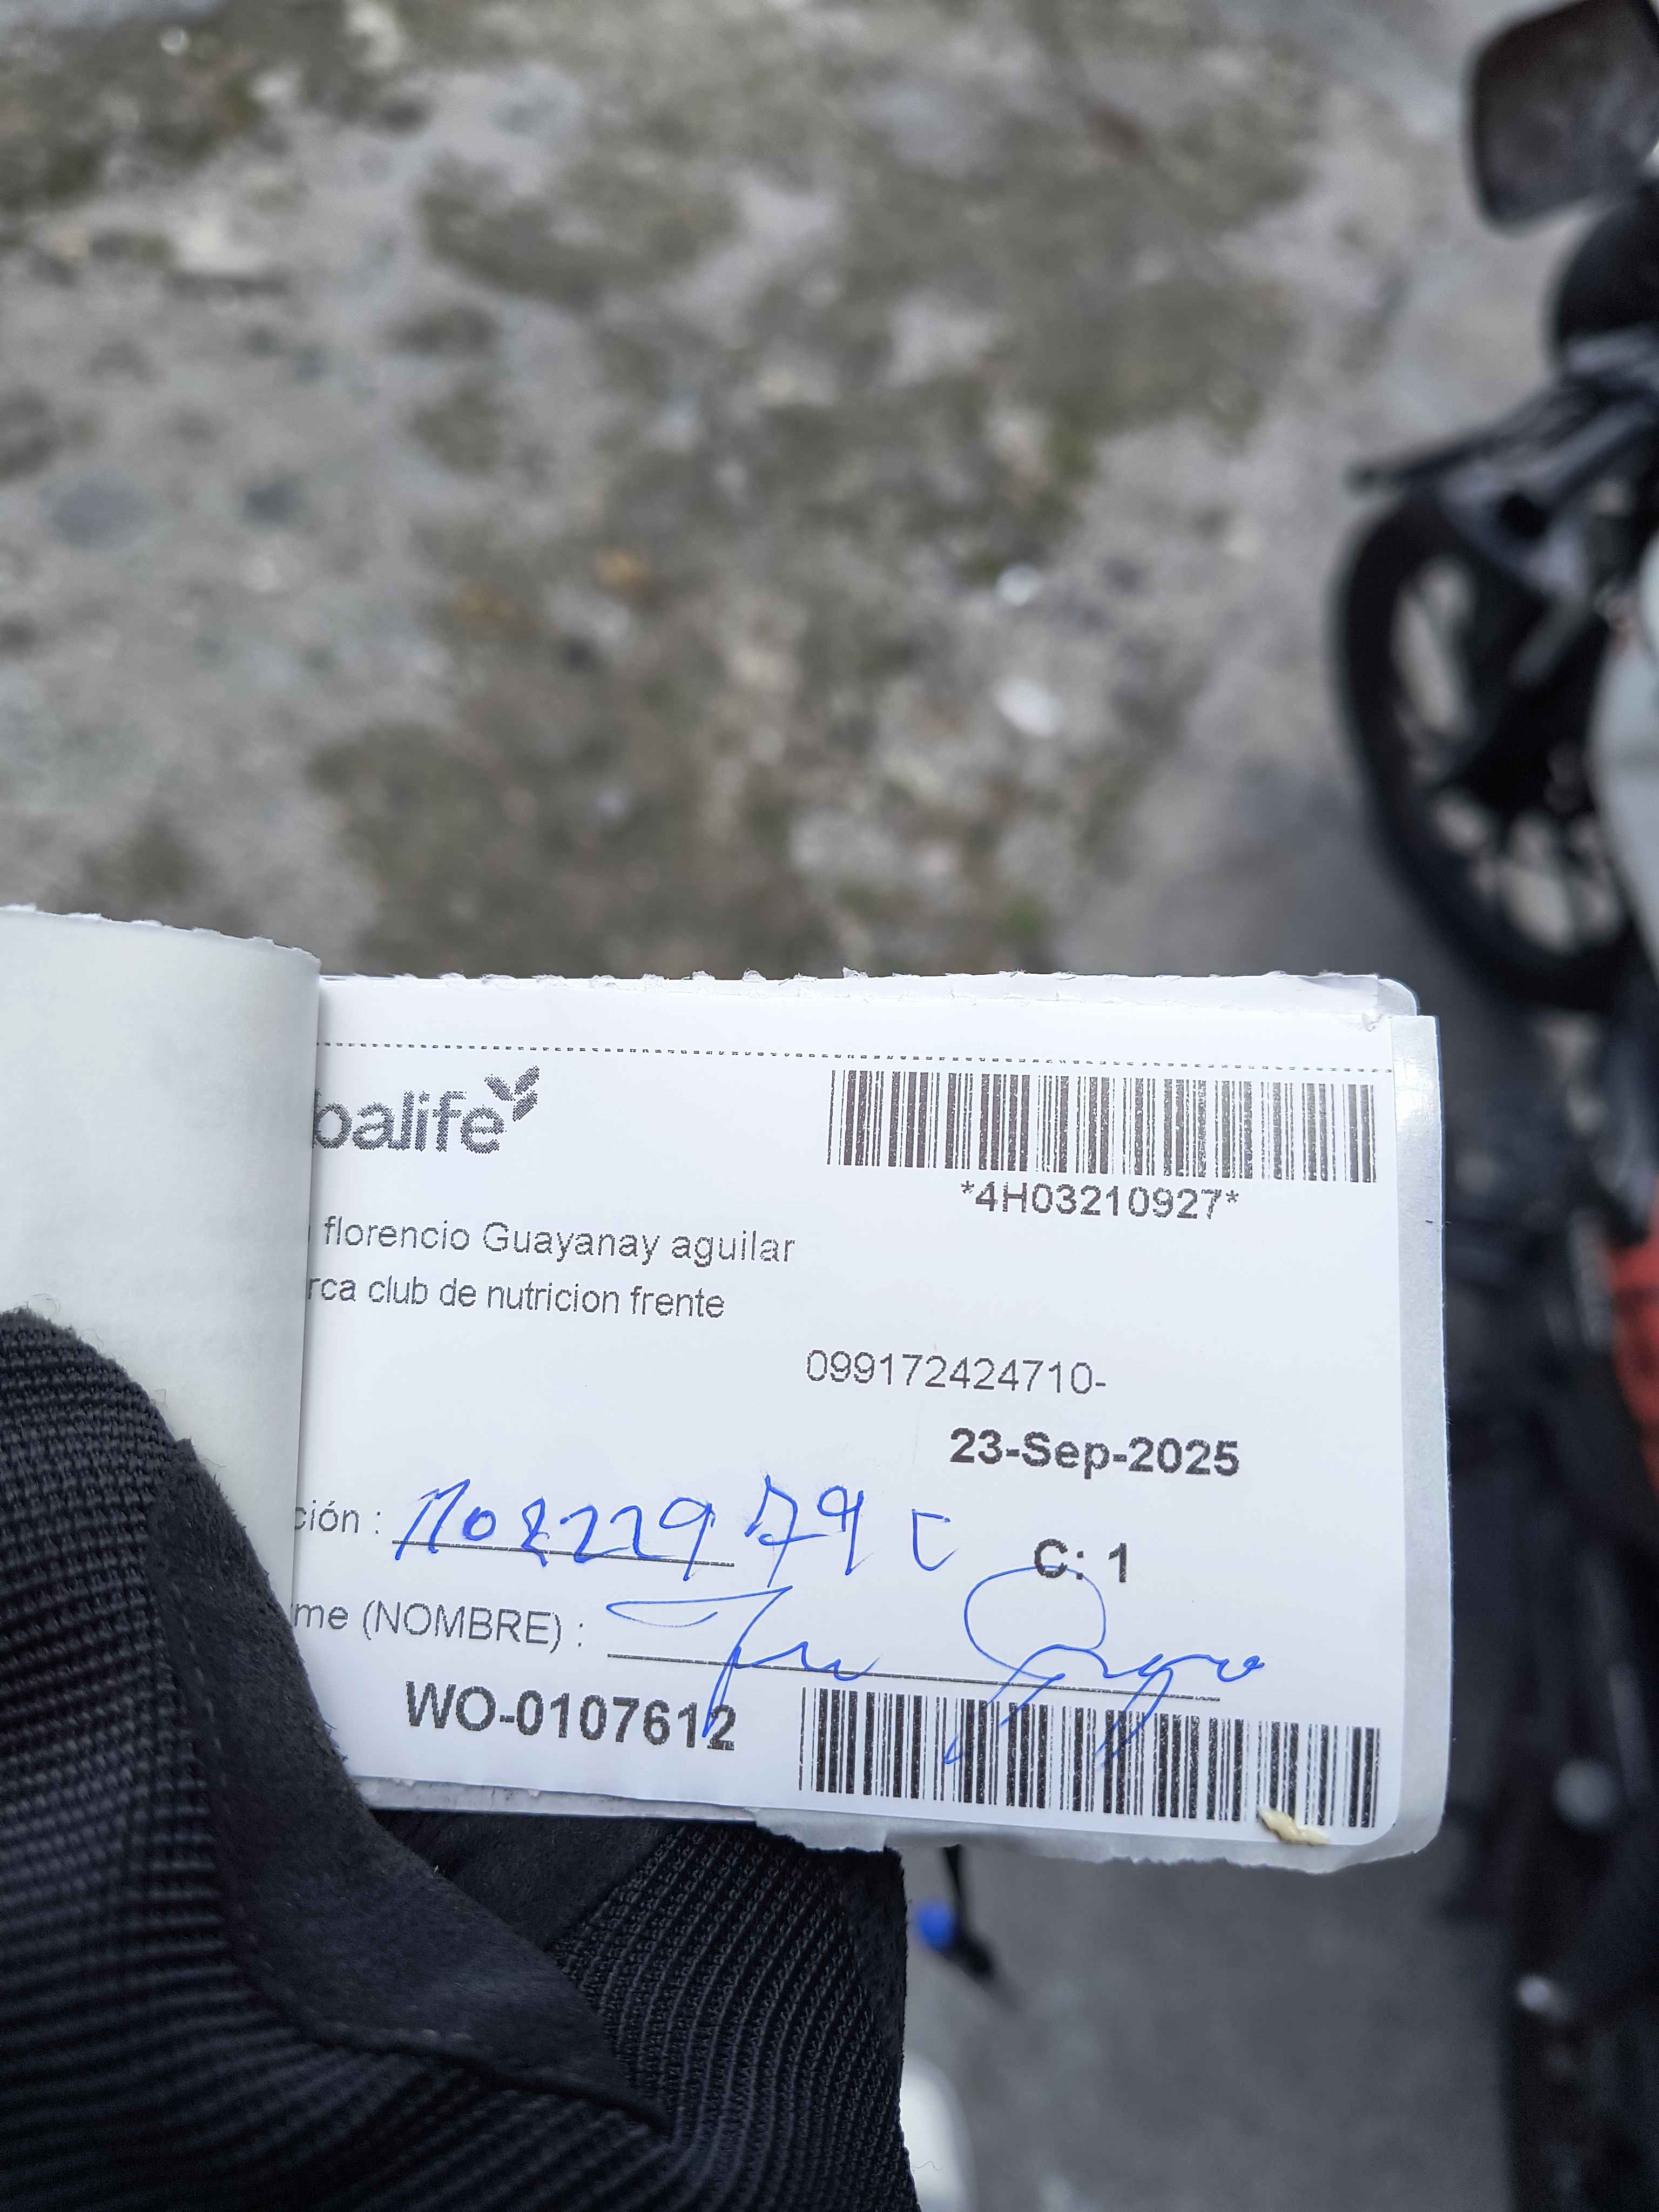 balife
*4H03210927*
florencio Guayanay aguilar
rca club de nutricion frente
099172424710-
23-Sep-2025
ción :
C: 1
me (NOMBRE) :
WO-0107612